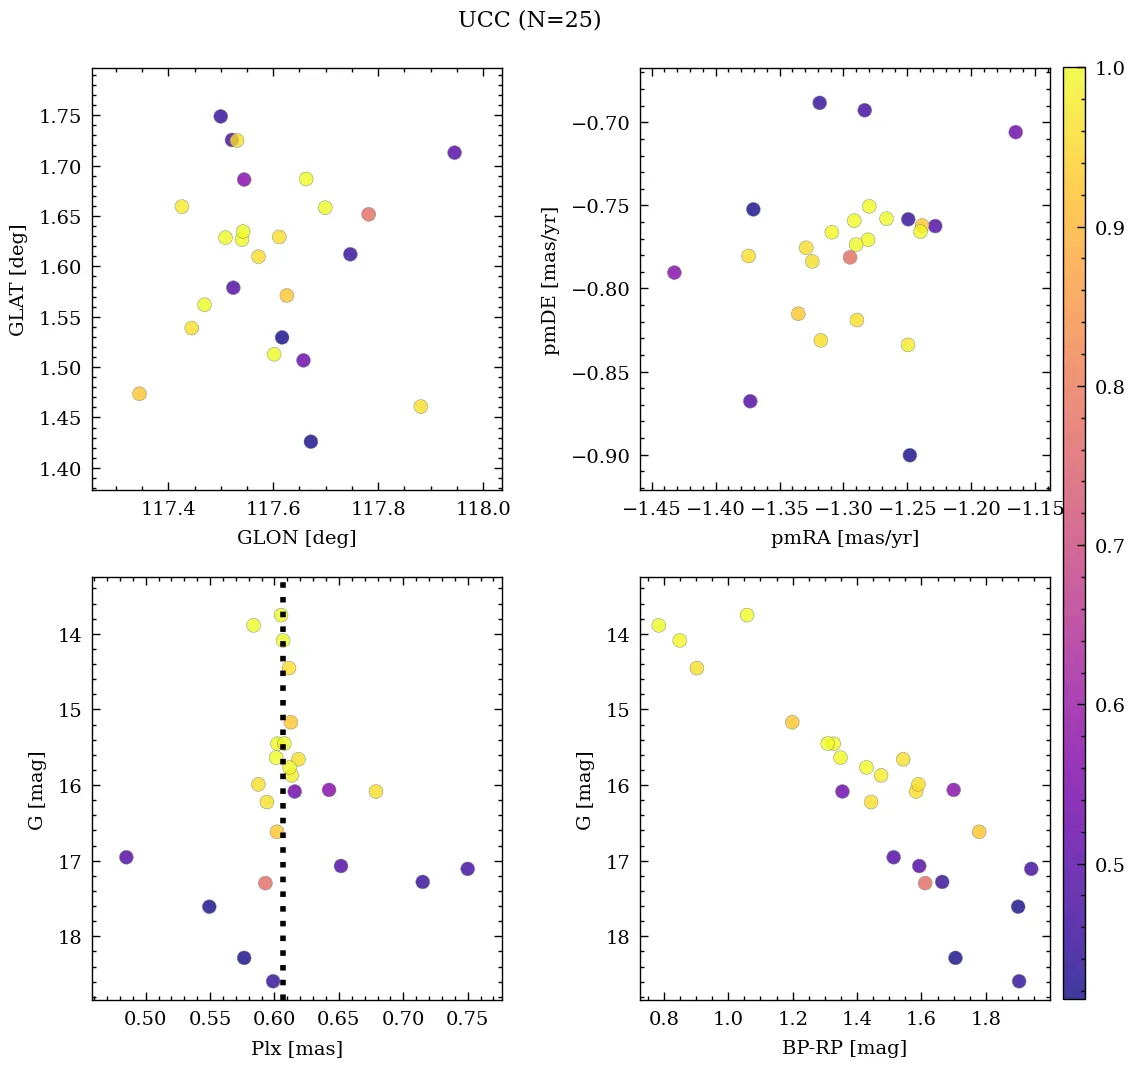 UCC (N=25)
GLAT [deg]
1.75
1.70
1.65
1.60
1.55
1.50
1.45
1.40
117.4 117.6 117.8 118.0
GLON [deg]
pmDE [mas/yr]
−0.70
−0.75
−0.80
−0.85
−0.90
−1.45 −1.40 −1.35 −1.30 −1.25 −1.20 −1.15
pmRA [mas/yr]
1.0
0.9
0.8
0.7
0.6
0.5
G [mag]
14
15
16
17
18
0.50 0.55 0.60 0.65 0.70 0.75
Plx [mas]
G [mag]
14
15
16
17
18
0.8 1.0 1.2 1.4 1.6 1.8
BP-RP [mag]